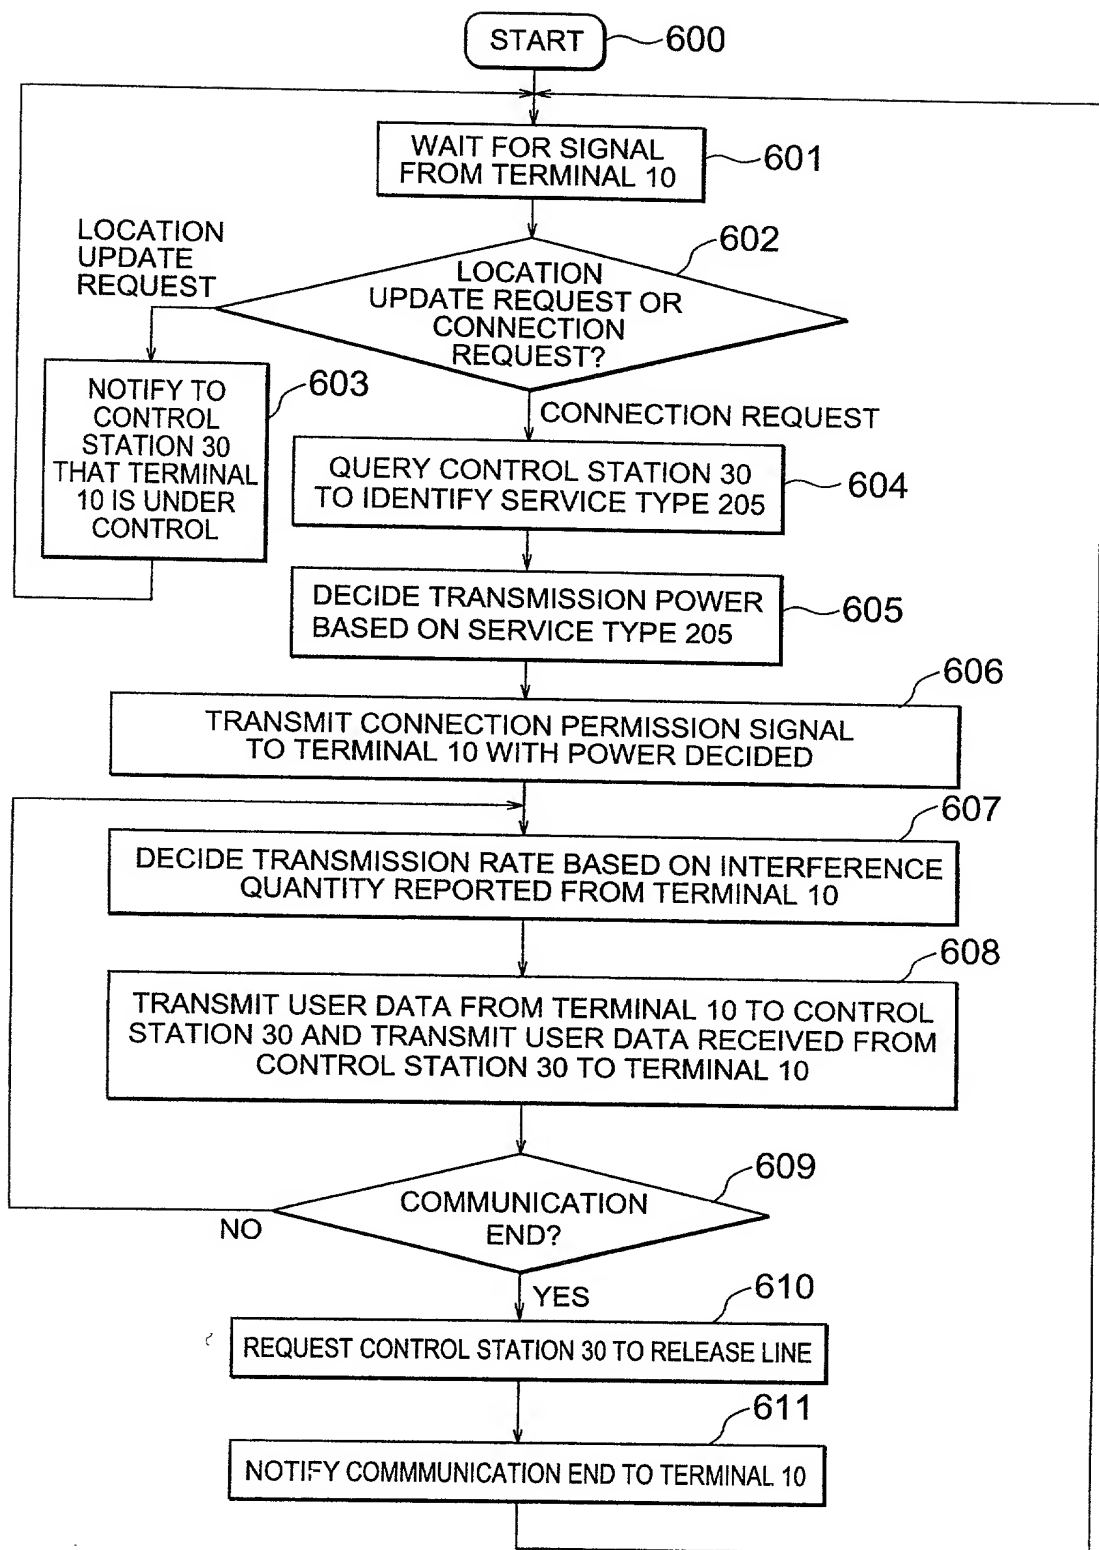 START
600
WAIT FOR SIGNAL
FROM TERMINAL 10
601
602
LOCATION
UPDATE
REQUEST
LOCATION
UPDATE REQUEST OR
CONNECTION
REQUEST?
603
NOTIFY TO
CONTROL
STATION 30
THAT TERMINAL
10 IS UNDER
CONTROL
CONNECTION REQUEST
QUERY CONTROL STATION 30
TO IDENTIFY SERVICE TYPE 205
604
DECIDE TRANSMISSION POWER
BASED ON SERVICE TYPE 205
605
606
TRANSMIT CONNECTION PERMISSION SIGNAL
TO TERMINAL 10 WITH POWER DECIDED
607
DECIDE TRANSMISSION RATE BASED ON INTERFERENCE
QUANTITY REPORTED FROM TERMINAL 10
608
TRANSMIT USER DATA FROM TERMINAL 10 TO CONTROL
STATION 30 AND TRANSMIT USER DATA RECEIVED FROM
CONTROL STATION 30 TO TERMINAL 10
609
COMMUNICATION
END?
NO
YES
610
REQUEST CONTROL STATION 30 TO RELEASE LINE
611
NOTIFY COMMMUNICATION END TO TERMINAL 10